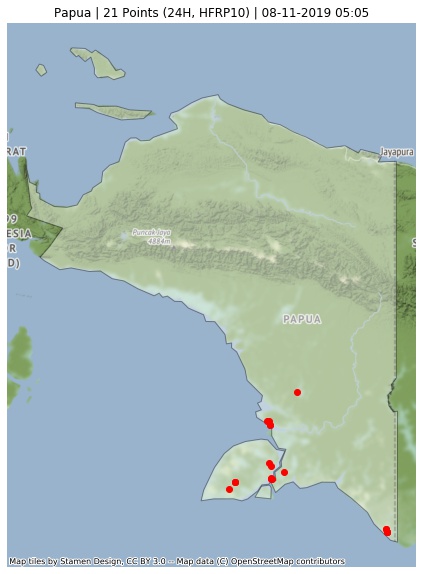 Papua | 21 Points (24H, HFRP10) | 08-11-2019 05:05
Jayapura
RAT
99
ESIA
R
D)
Puncak Jaya
4884m
S
PAPUA
Map tiles by Stamen Design, CC BY 3.0 -- Map data (C) OpenStreetMap contributors